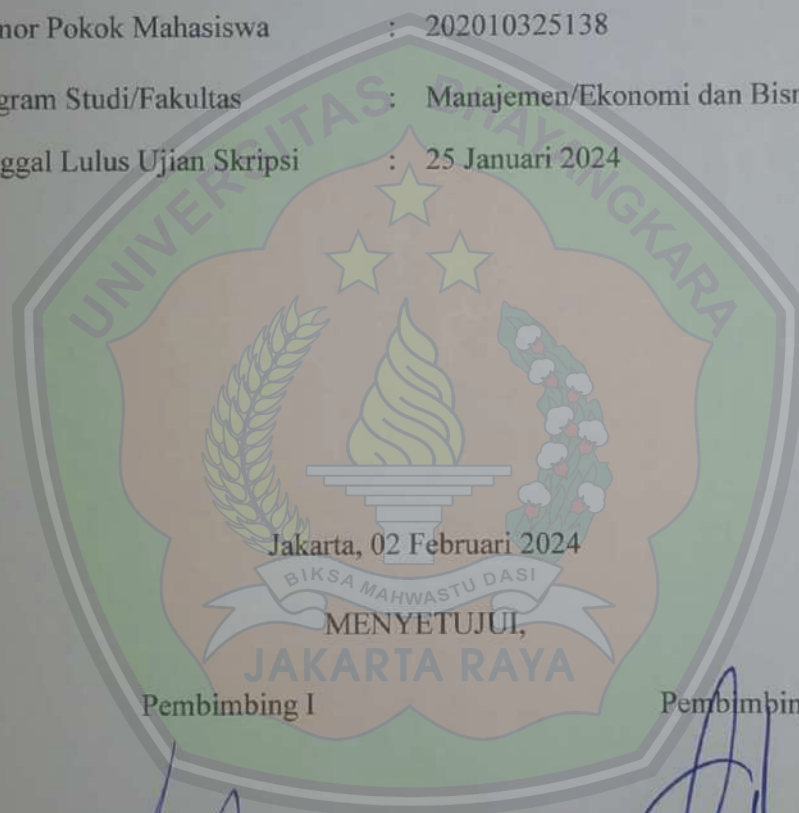 nor Pokok Mahasiswa : 202010325138
gram Studi/Fakultas : Manajemen/Ekonomi dan Bisn
ggal Lulus Ujian Skripsi : 25 Januari 2024
UNIVERSITAS BHAYANGKARA
Jakarta, 02 Februari 2024
BIKSA MAHWASTU DASI
MENYETUJUI,
JAKARTA RAYA
Pembimbing I Pembimbin